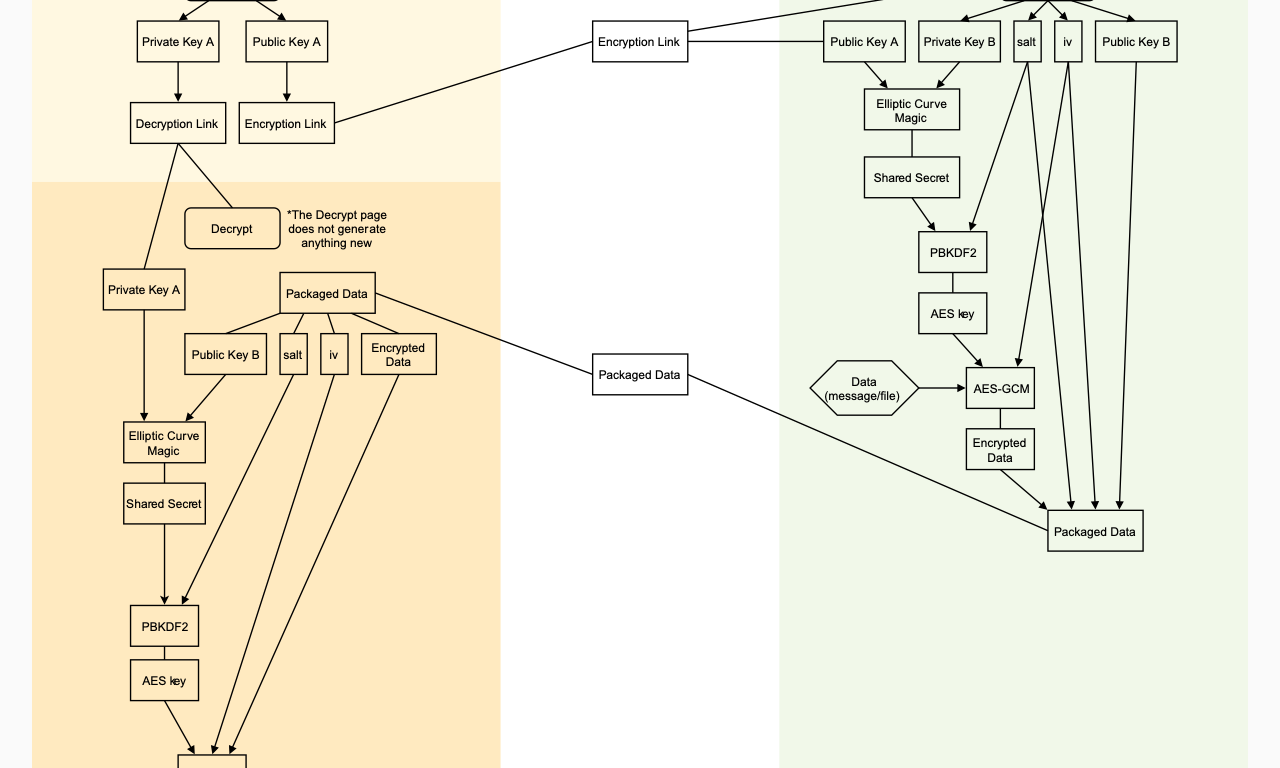 Private Key A
Public Key A
Decryption Link
Encryption Link
Decrypt
*The Decrypt page
does not generate
anything new
Private Key A
Packaged Data
Public Key B
salt
iv
Encrypted
Data
Elliptic Curve
Magic
Shared Secret
PBKDF2
AES key
Encryption Link
Packaged Data
Public Key A
Private Key B
salt
iv
Public Key B
Elliptic Curve
Magic
Shared Secret
PBKDF2
AES key
Data
(message/file)
AES-GCM
Encrypted
Data
Packaged Data